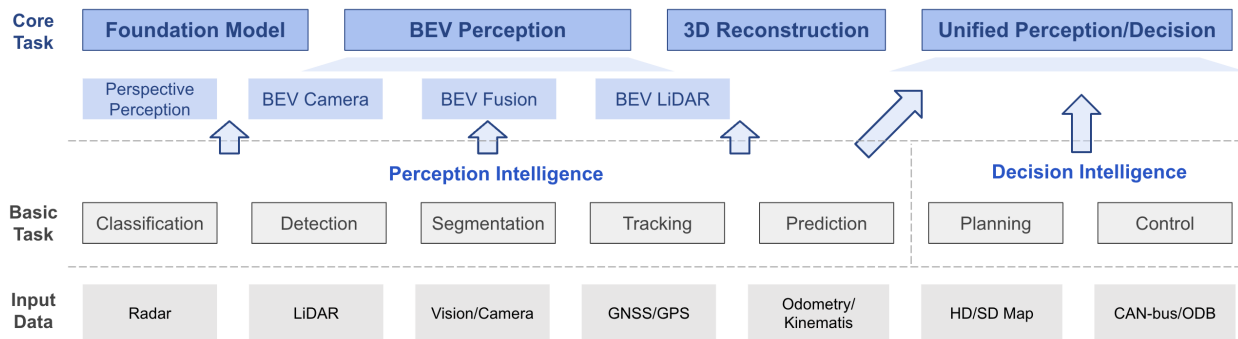 Core
Task
Foundation Model
BEV Perception
3D Reconstruction
Unified Perception/Decision
Perspective
Perception
BEV Camera
BEV Fusion
BEV LiDAR
Perception Intelligence
Decision Intelligence
Basic
Task
Classification
Detection
Segmentation
Tracking
Prediction
Planning
Control
Input
Data
Radar
LiDAR
Vision/Camera
GNSS/GPS
Odometry/
Kinematis
HD/SD Map
CAN-bus/ODB